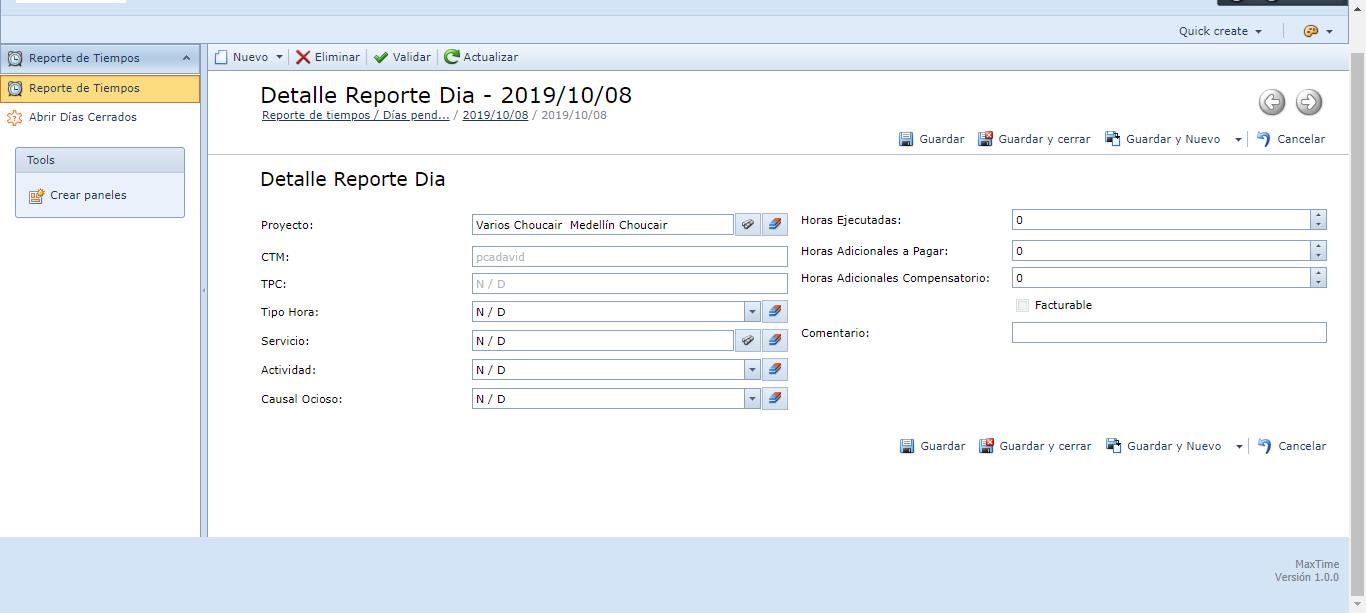 Quick create
Reporte de Tiempos
Reporte de Tiempos
Abrir Días Cerrados
Tools
Crear paneles
Nuevo Eliminar Validar Actualizar
Detalle Reporte Dia - 2019/10/08
Reporte de tiempos / Días pend... / 2019/10/08 / 2019/10/08
Guardar Guardar y cerrar Guardar y Nuevo Cancelar
Detalle Reporte Dia
Proyecto: Varios Choucair Medellín Choucair
CTM: pcadavid
TPC: N / D
Tipo Hora: N / D
Servicio: N / D
Actividad: N / D
Causal Ocioso: N / D
Horas Ejecutadas: 0
Horas Adicionales a Pagar: 0
Horas Adicionales Compensatorio: 0
Facturable
Comentario:
Guardar Guardar y cerrar Guardar y Nuevo Cancelar
MaxTime
Versión 1.0.0